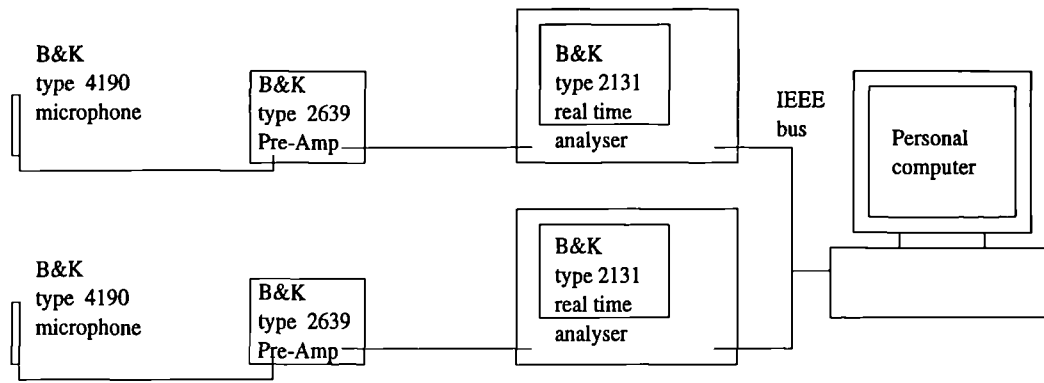 B&K
type 4190
microphone
B&K
type 2639
Pre-Amp
B&K
type 2131
real time
analyser
IEEE
bus
Personal
computer
B&K
type 4190
microphone
B&K
type 2639
Pre-Amp
B&K
type 2131
real time
analyser